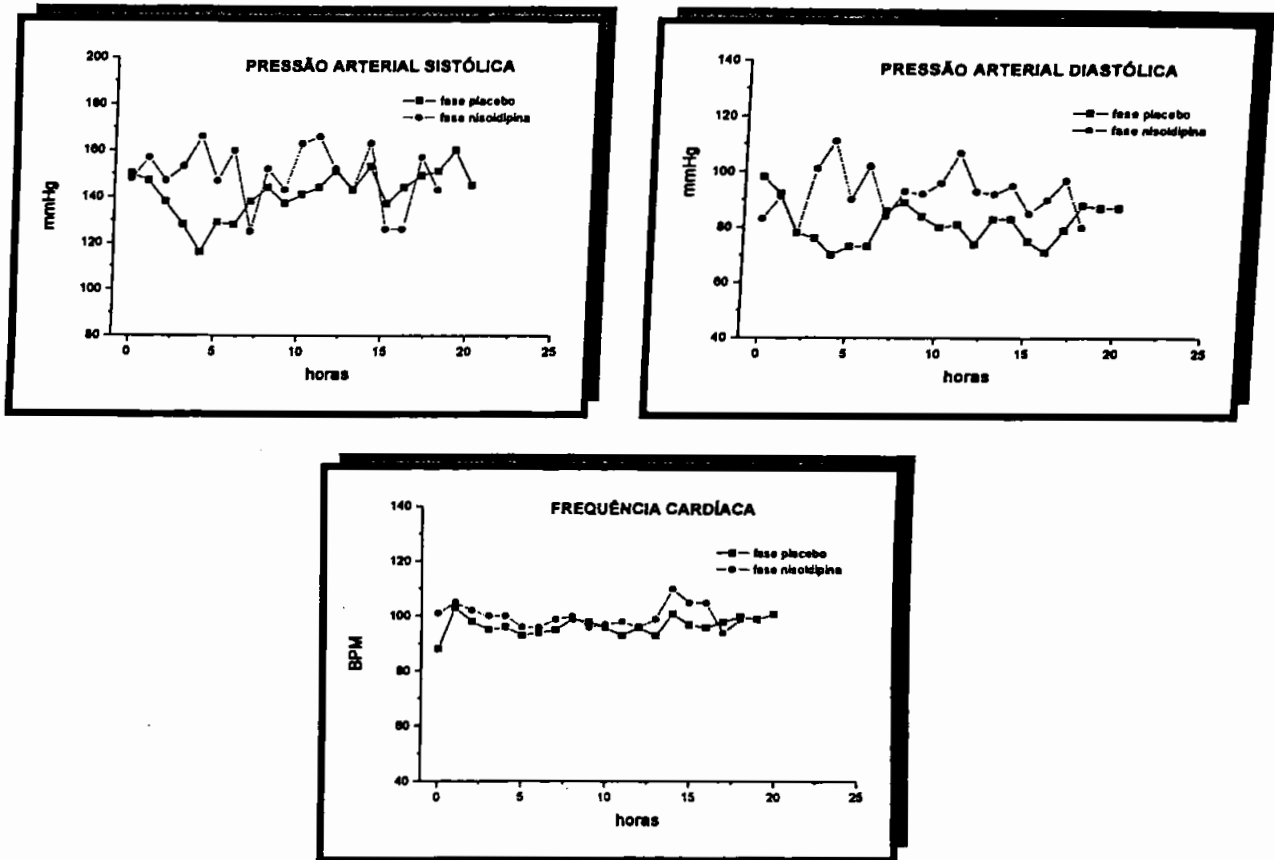 PRESSÃO ARTERIAL SISTÓLICA
fase placebo
fase nisoldipina
mmHg
200
180
160
140
120
100
80
0 5 10 15 20 25
horas
PRESSÃO ARTERIAL DIASTÓLICA
fase placebo
fase nisoldipina
mmHg
140
120
100
80
60
40
0 5 10 15 20 25
horas
FREQUÊNCIA CARDÍACA
fase placebo
fase nisoldipina
BPM
140
120
100
80
60
40
0 5 10 15 20 25
horas